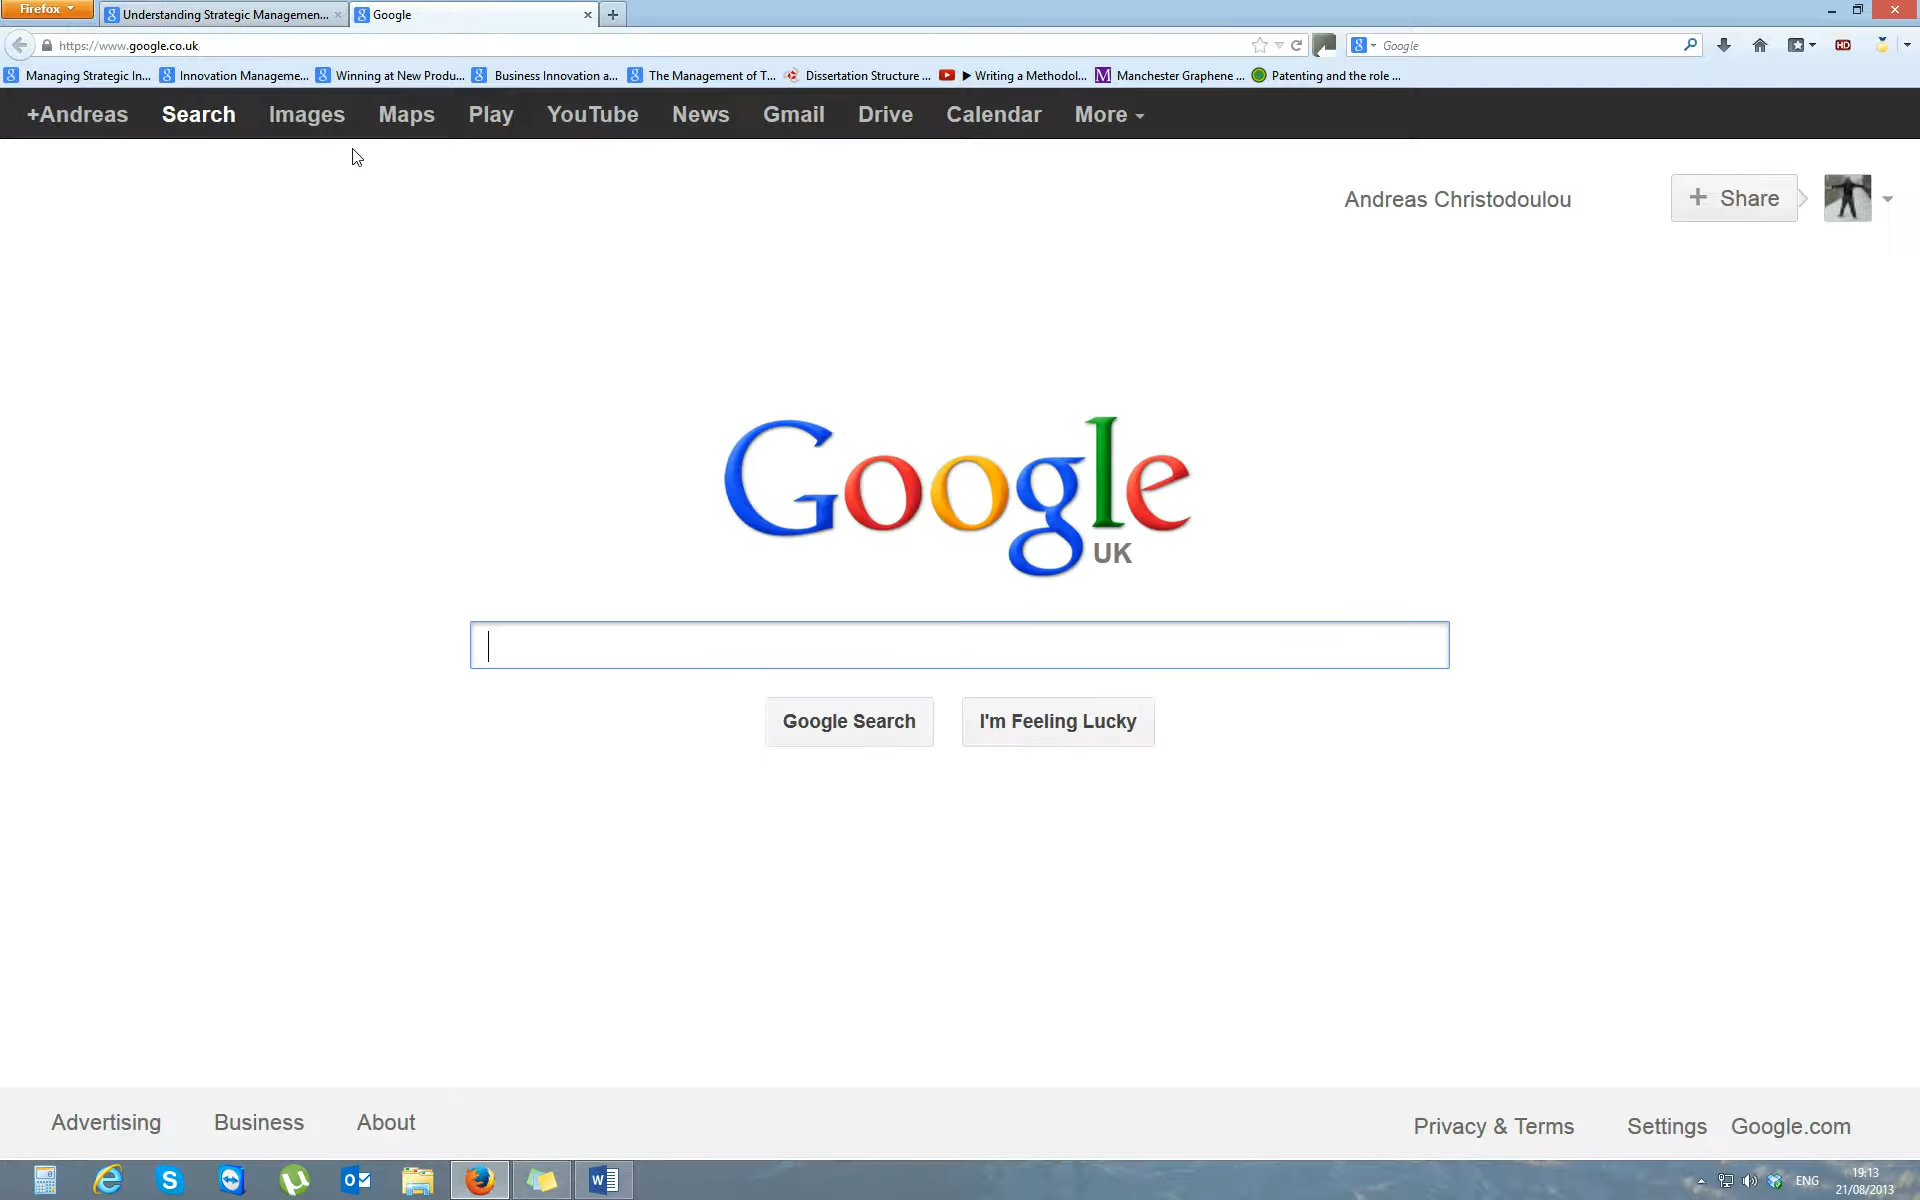 Firefox
Understanding Strategic Managemen...
Google
https://www.google.co.uk
Google
HD
Managing Strategic In... Innovation Manageme... Winning at New Produ... Business Innovation a... The Management of T... Dissertation Structure ... ▶ Writing a Methodol... Manchester Graphene ... Patenting and the role ...
+Andreas Search Images Maps Play YouTube News Gmail Drive Calendar More
Andreas Christodoulou
+ Share
Google
UK
Google Search I'm Feeling Lucky
Advertising Business About Privacy & Terms Settings Google.com
ENG
19:13
21/08/2013